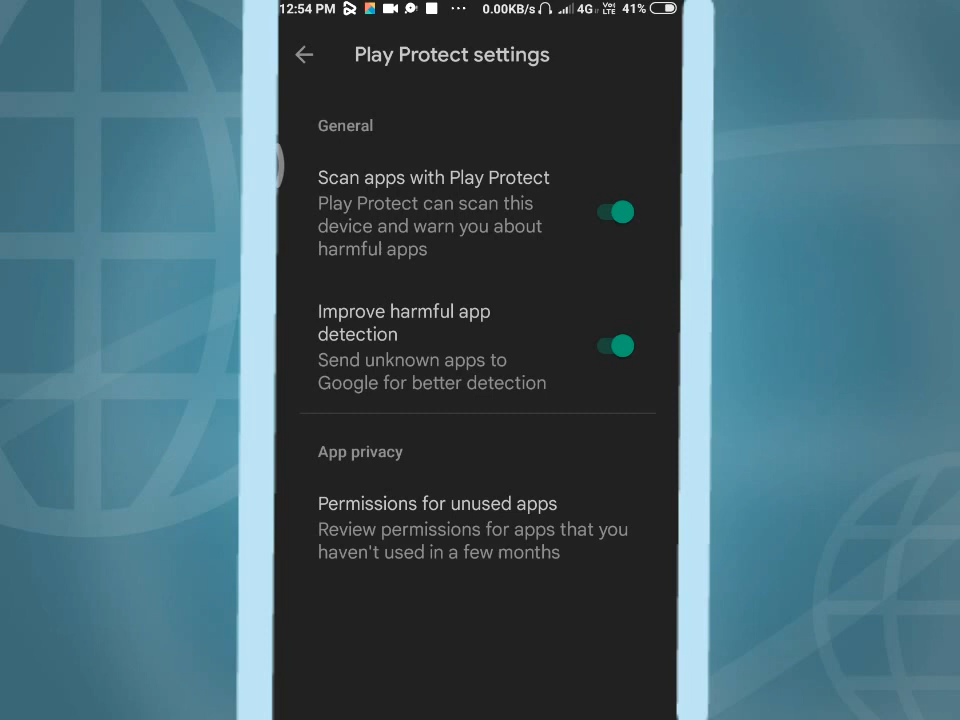 12:54 PM ... 0.00KB/s 4G VoLTE 41%
Play Protect settings
General
Scan apps with Play Protect
Play Protect can scan this
device and warn you about
harmful apps
Improve harmful app
detection
Send unknown apps to
Google for better detection
App privacy
Permissions for unused apps
Review permissions for apps that you
haven't used in a few months